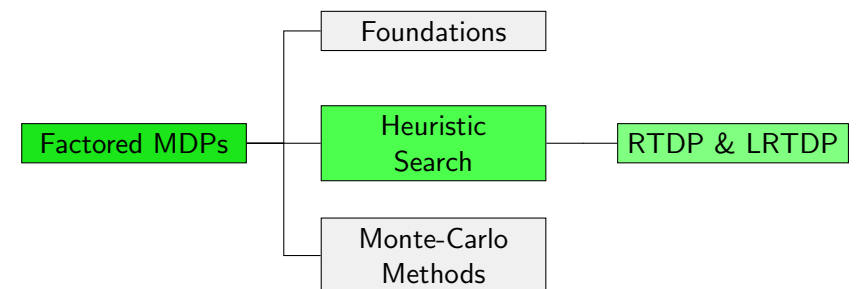 Foundations
Factored MDPs
Heuristic
Search
RTDP & LRTDP
Monte-Carlo
Methods